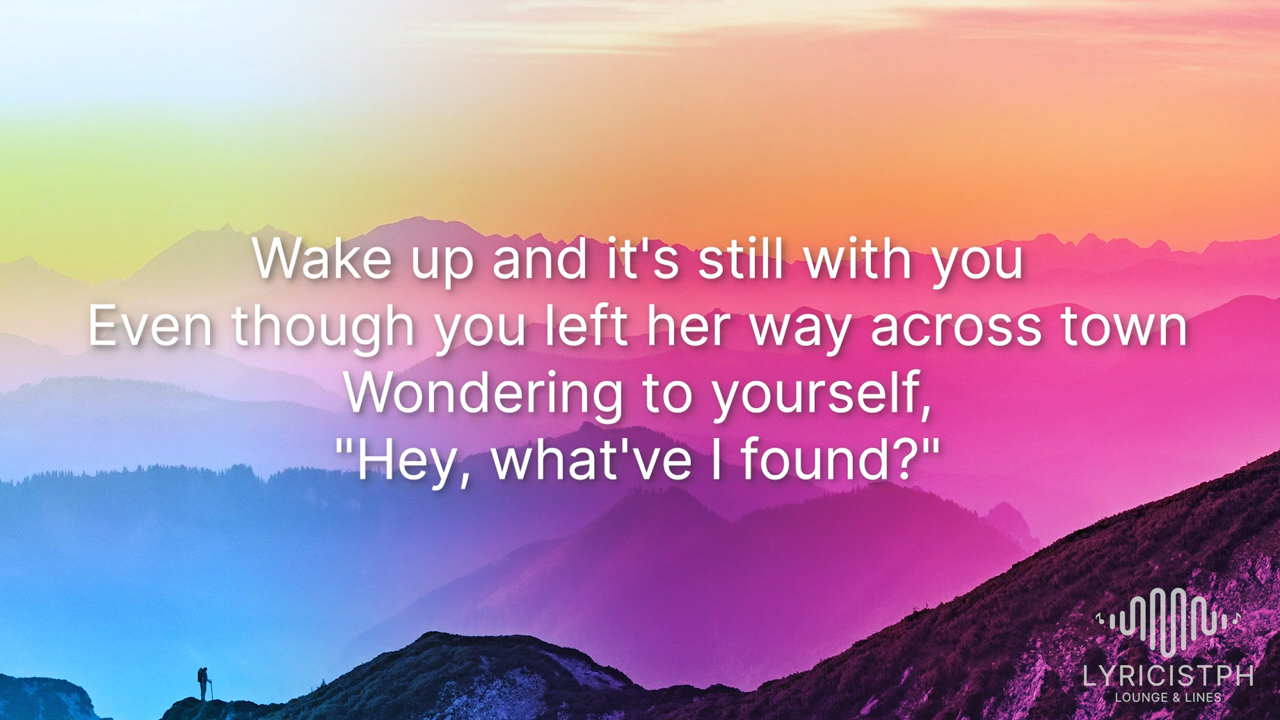 Wake up and it's still with you
Even though you left her way across town
Wondering to yourself,
"Hey, what've I found?"
LYRICISTPH
LOUNGE & LINES